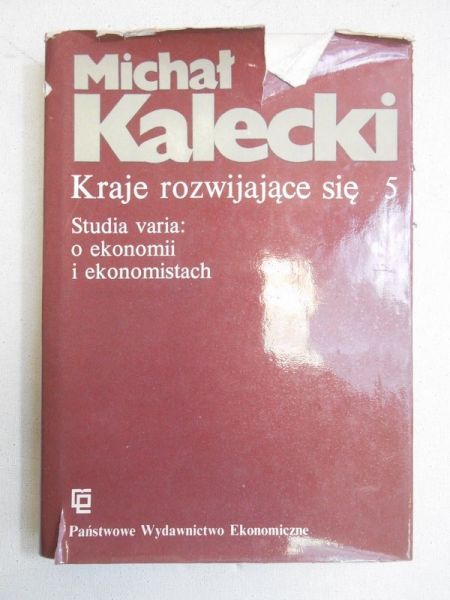 Michał
Kalecki
Kraje rozwijające się 5
Studia varia:
o ekonomii
i ekonomistach
Państwowe Wydawnictwo Ekonomiczne